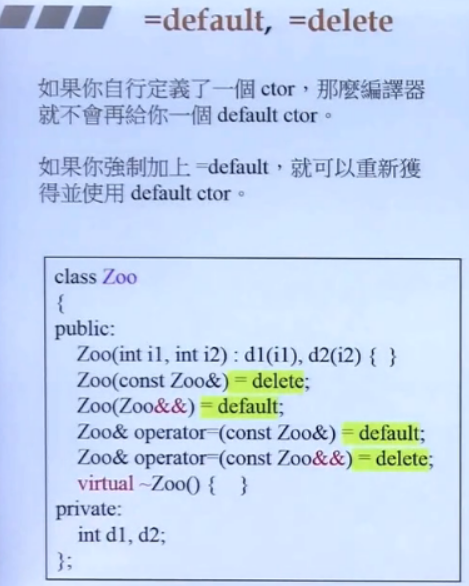 =default, =delete
如果你自行定義了一個 ctor，那麼編譯器
就不會再給你一個 default ctor。
如果你強制加上 =default，就可以重新獲
得並使用 default ctor。
class Zoo
{
public:
Zoo(int i1, int i2) : d1(i1), d2(i2) { }
Zoo(const Zoo&) = delete;
Zoo(Zoo&&) = default;
Zoo& operator=(const Zoo&) = default;
Zoo& operator=(const Zoo&&) = delete;
virtual ~Zoo() { }
private:
int d1, d2;
};